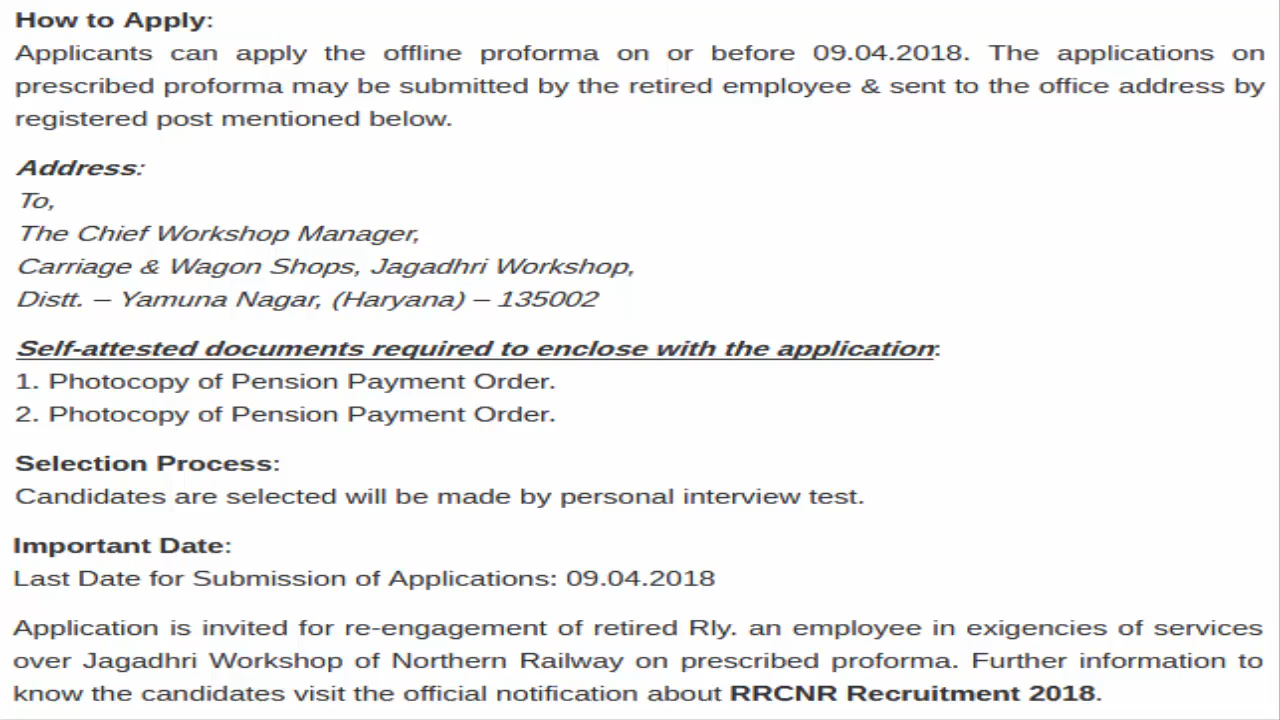 How to Apply:
Applicants can apply the offline proforma on or before 09.04.2018. The applications on
prescribed proforma may be submitted by the retired employee & sent to the office address by
registered post mentioned below.
Address:
To,
The Chief Workshop Manager,
Carriage & Wagon Shops, Jagadhri Workshop,
Distt. – Yamuna Nagar, (Haryana) – 135002
Self-attested documents required to enclose with the application:
1. Photocopy of Pension Payment Order.
2. Photocopy of Pension Payment Order.
Selection Process:
Candidates are selected will be made by personal interview test.
Important Date:
Last Date for Submission of Applications: 09.04.2018
Application is invited for re-engagement of retired Rly. an employee in exigencies of services
over Jagadhri Workshop of Northern Railway on prescribed proforma. Further information to
know the candidates visit the official notification about RRCNR Recruitment 2018.